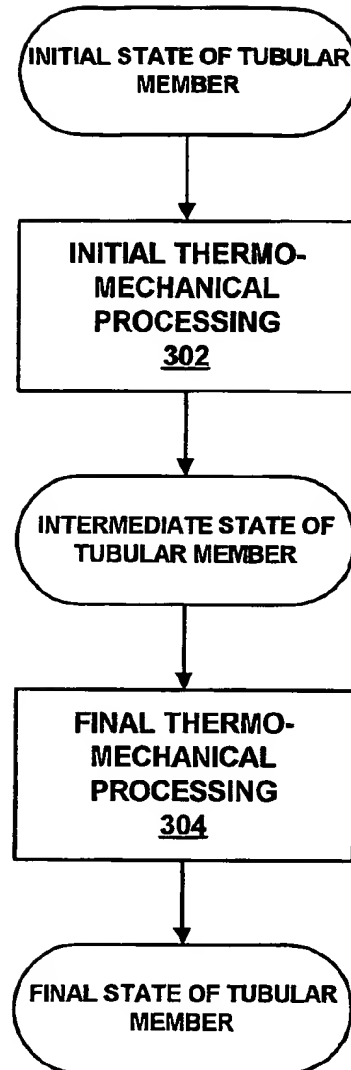 INITIAL STATE OF TUBULAR
MEMBER
INITIAL THERMO-
MECHANICAL
PROCESSING
302
INTERMEDIATE STATE OF
TUBULAR MEMBER
FINAL THERMO-
MECHANICAL
PROCESSING
304
FINAL STATE OF TUBULAR
MEMBER